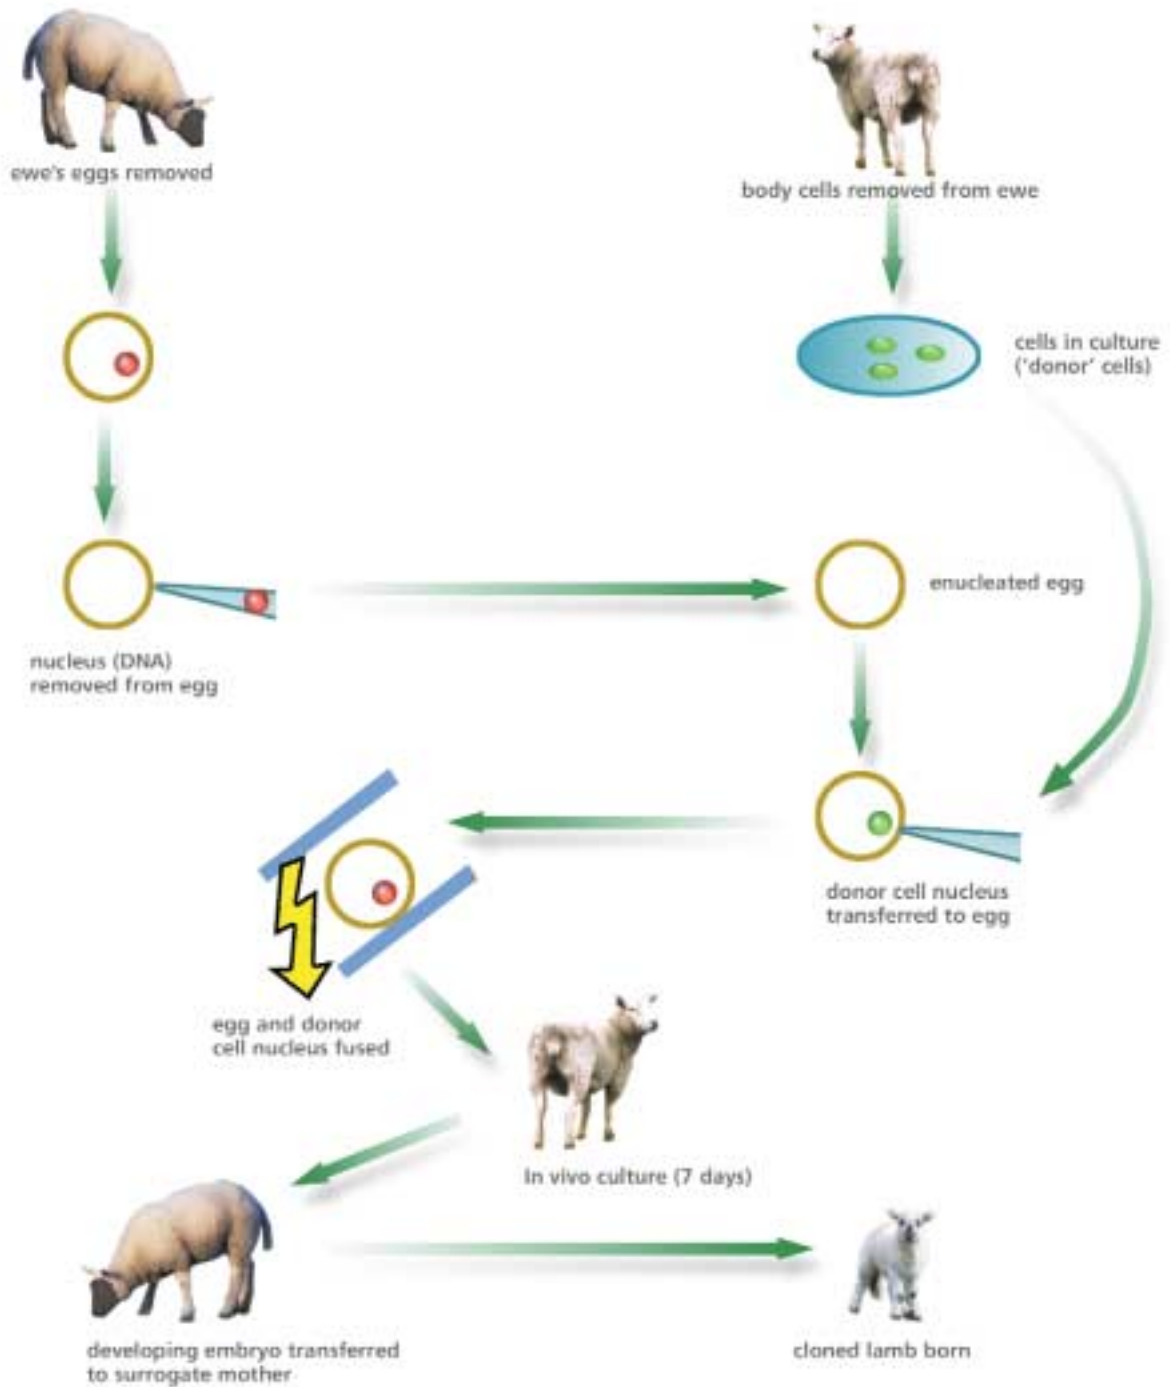 ewe's eggs removed
body cells removed from ewe
cells in culture
('donor' cells)
enucleated egg
nucleus (DNA)
removed from egg
donor cell nucleus
transferred to egg
egg and donor
cell nucleus fused
In vivo culture (7 days)
developing embryo transferred
to surrogate mother
cloned lamb born